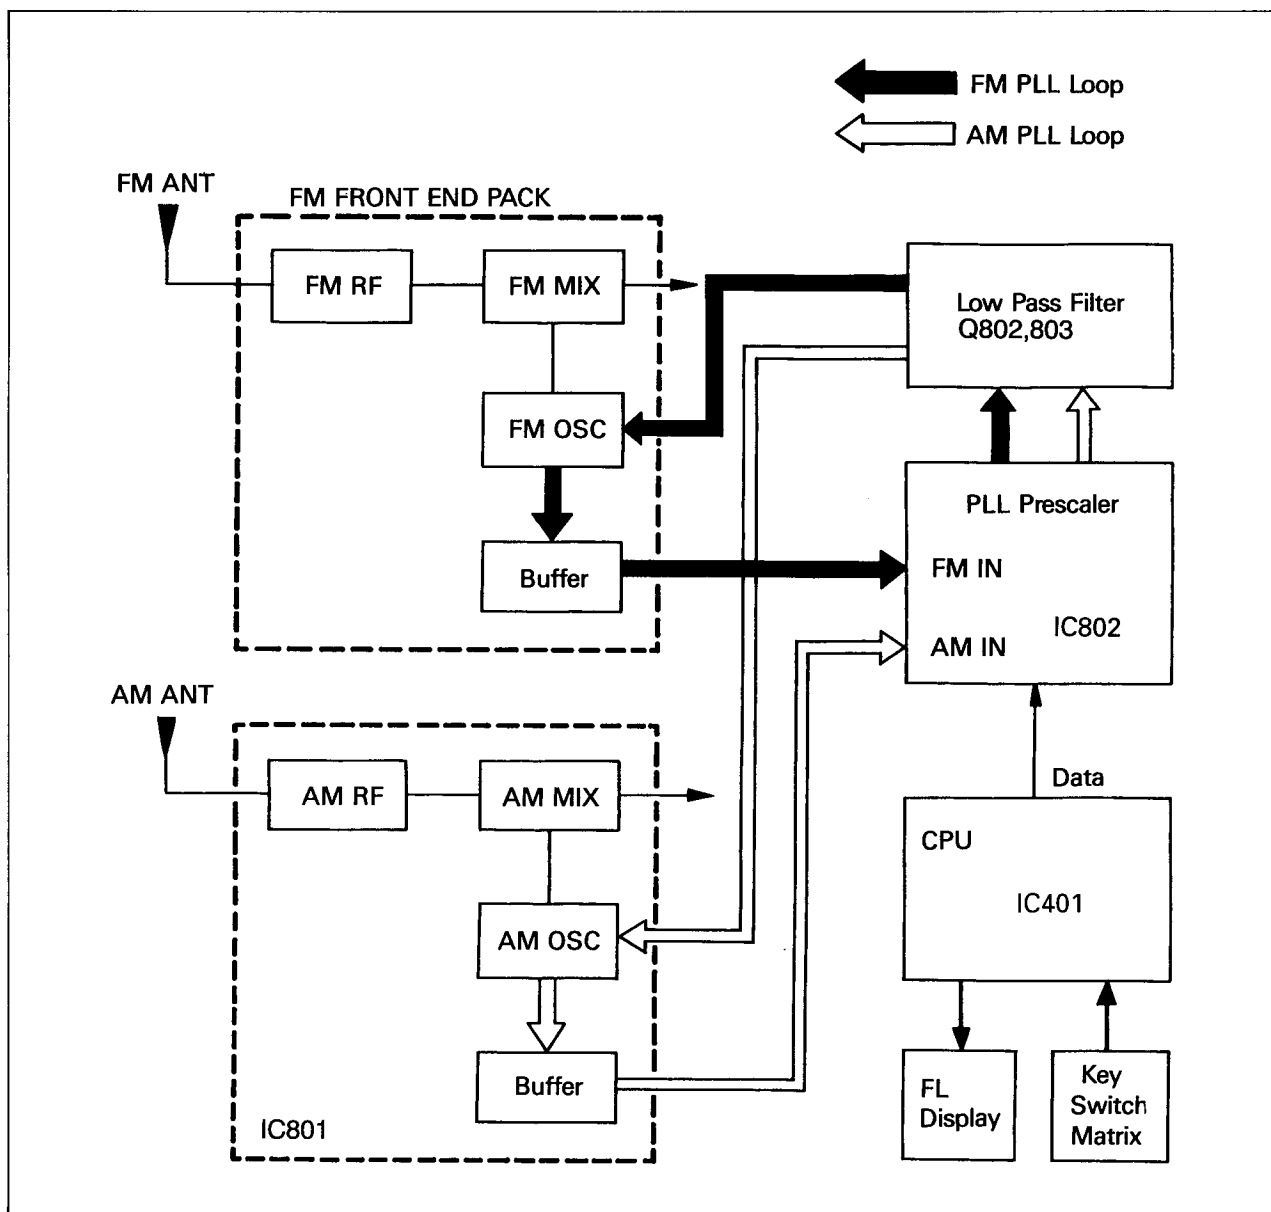 FM PLL Loop
AM PLL Loop
FM ANT
FM FRONT END PACK
FM RF
FM MIX
Low Pass Filter
Q802,803
FM OSC
PLL Prescaler
Buffer
FM IN
IC802
AM IN
AM ANT
AM RF
AM MIX
Data
CPU
IC401
AM OSC
Buffer
IC801
FL
Display
Key
Switch
Matrix